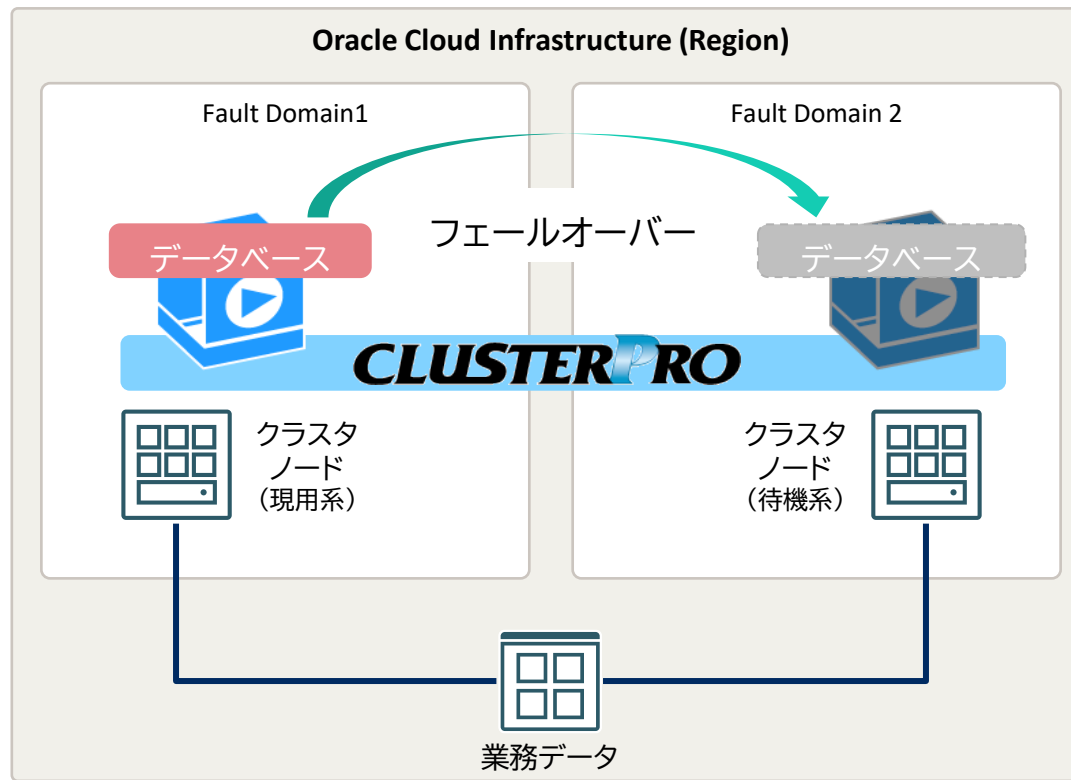 Oracle Cloud Infrastructure (Region)
Fault Domain1
Fault Domain 2
フェールオーバー
データベース
データベース
CLUSTERPRO
クラスタ
ノード
（現用系）
クラスタ
ノード
（待機系）
業務データ